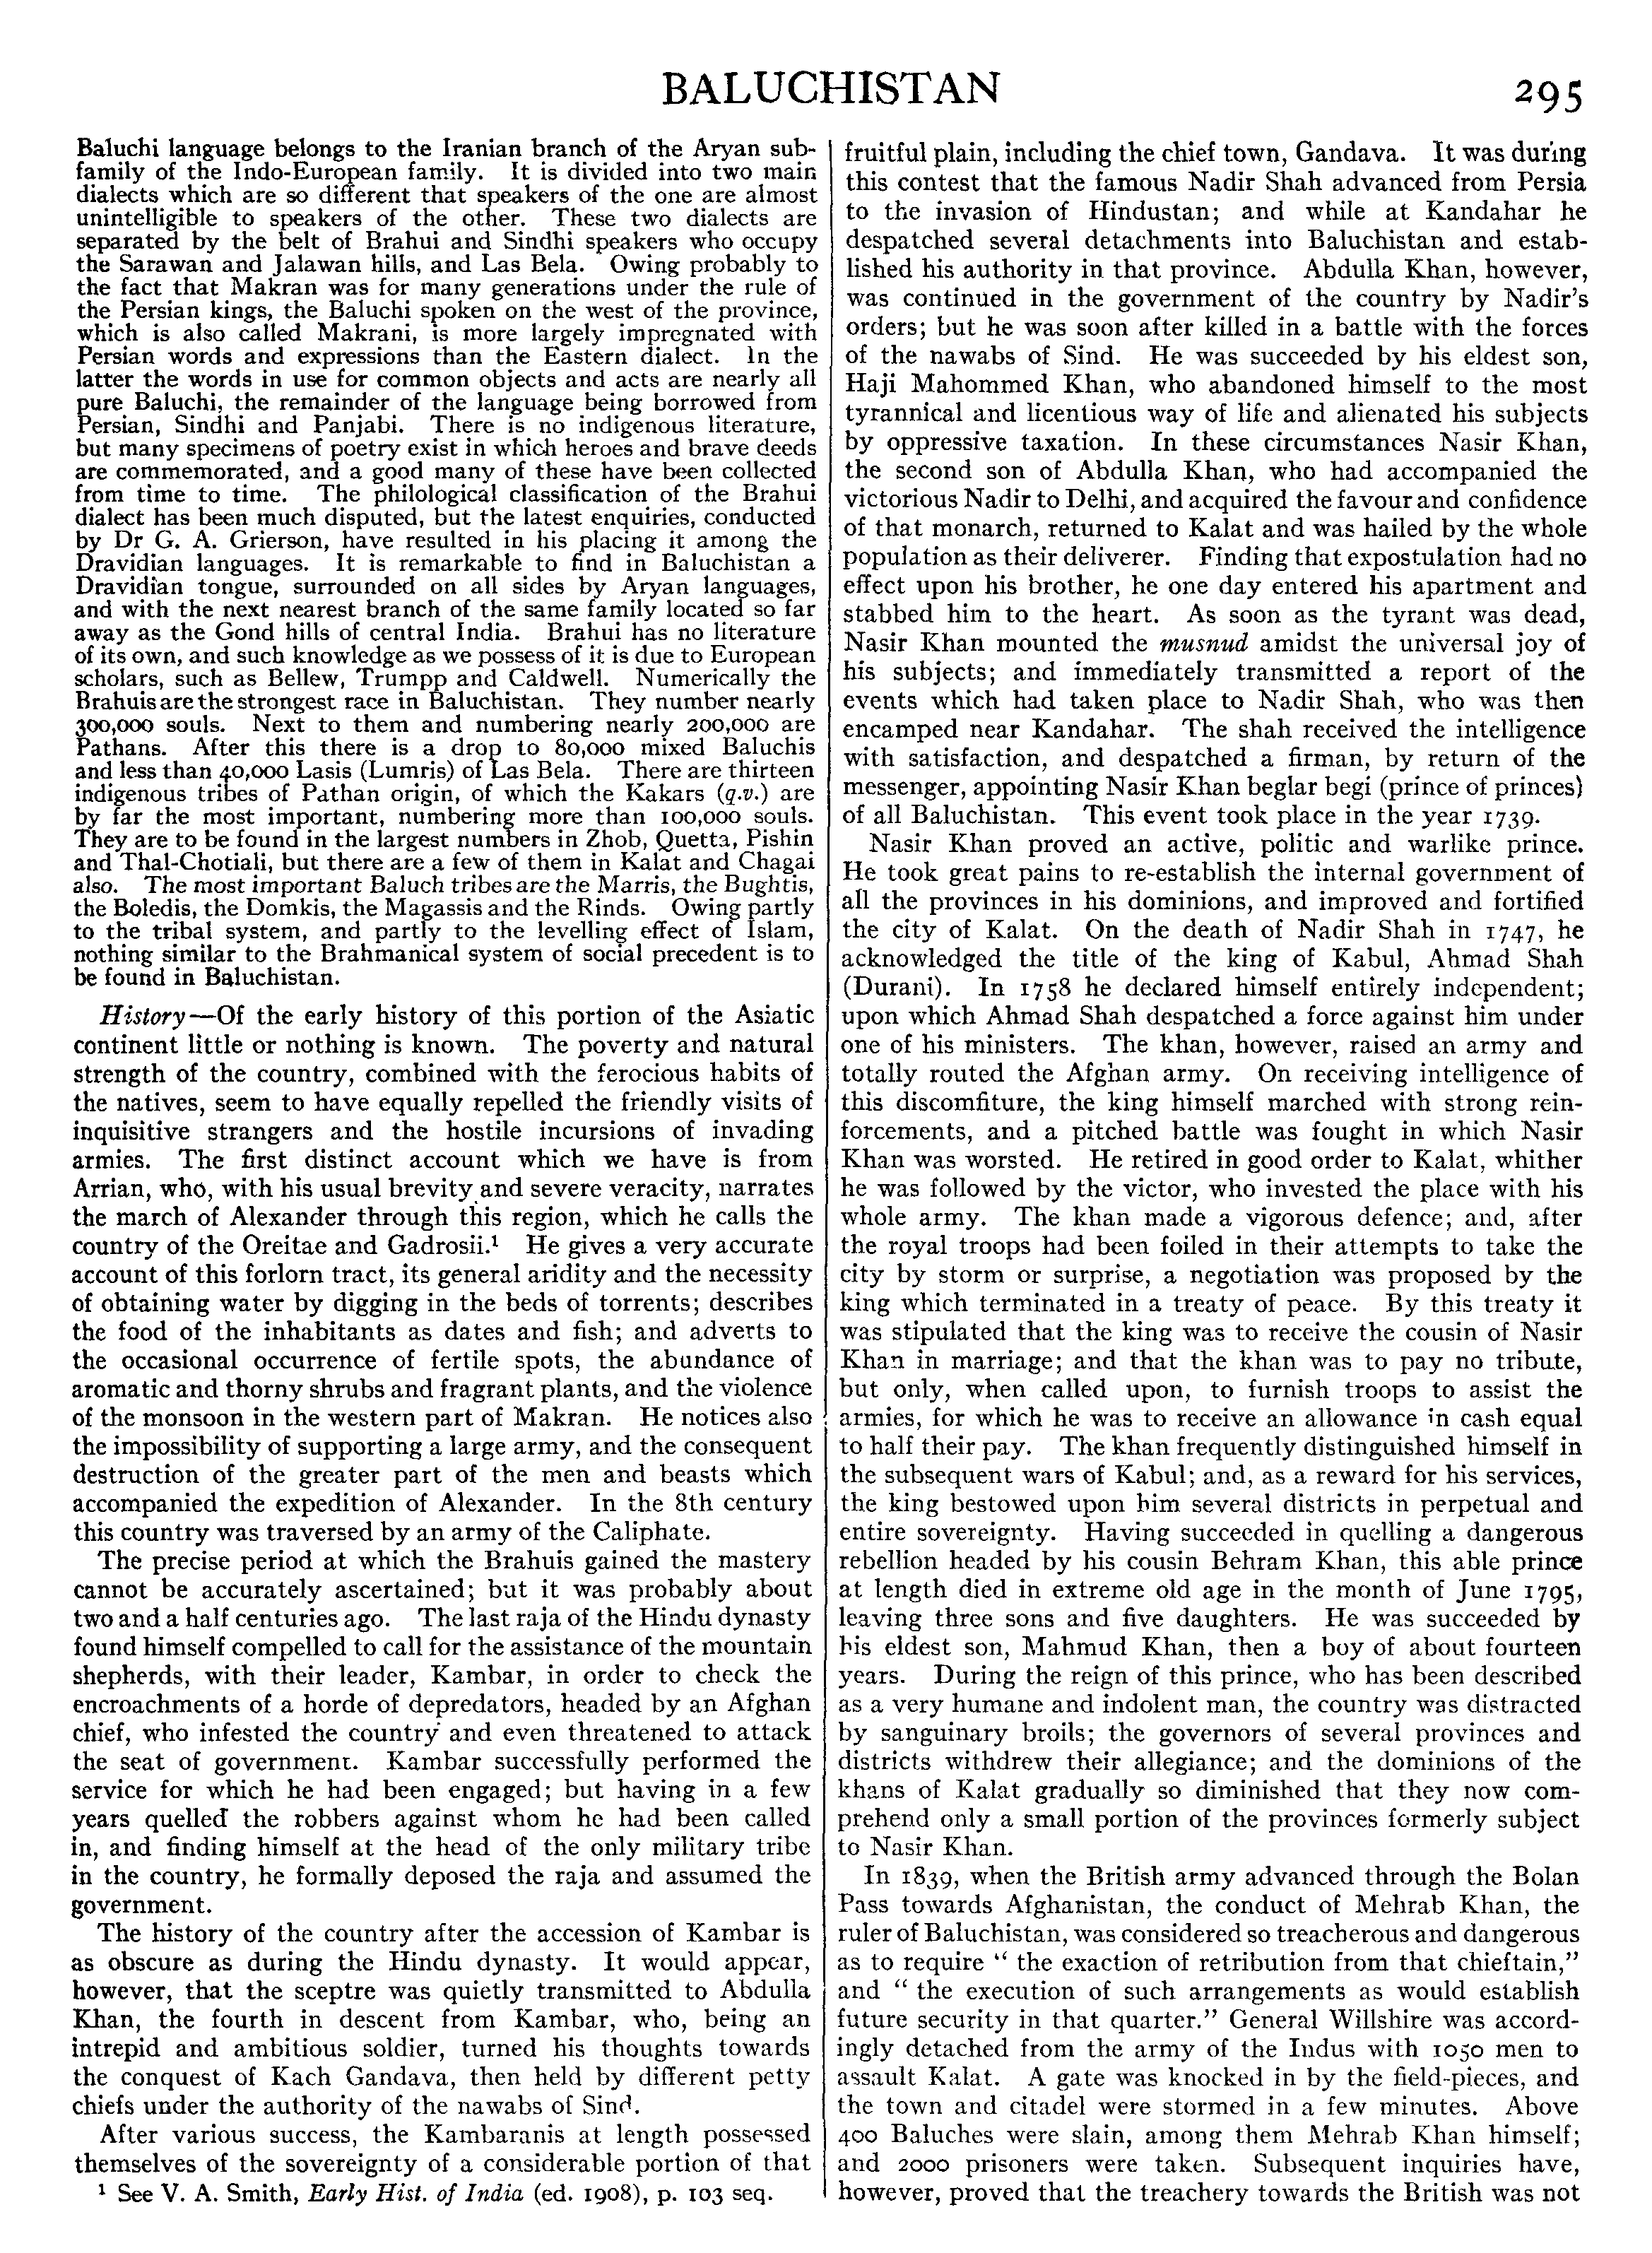 BALUCHISTAN
295
Baluchi language belongs to the Iranian branch of the Aryan sub-
family of the Indo-European family. It is divided into two main
dialects which are so different that speakers of the one are almost
unintelligible to speakers of the other. These two dialects are
separated by the belt of Brahui and Sindhi speakers who occupy
the Sarawan and Jalawan hills, and Las Bela. Owing probably to
the fact that Makran was for many generations under the rule of
the Persian kings, the Baluchi spoken on the west of the province,
which is also called Makrani, is more largely impregnated with
Persian words and expressions than the Eastern dialect. In the
latter the words in use for common objects and acts are nearly all
pure Baluchi, the remainder of the language being borrowed from
Persian, Sindhi and Panjabi. There is no indigenous literature,
but many specimens of poetry exist in which heroes and brave deeds
are commemorated, and a good many of these have been collected
from time to time. The philological classification of the Brahui
dialect has been much disputed, but the latest enquiries, conducted
by Dr G. A. Grierson, have resulted in his placing it among the
Dravidian languages. It is remarkable to find in Baluchistan a
Dravidian tongue, surrounded on all sides by Aryan languages,
and with the next nearest branch of the same family located so far
away as the Gond hills of central India. Brahui has no literature
of its own, and such knowledge as we possess of it is due to European
scholars, such as Bellew, Trumpp and Caldwell. Numerically the
Brahuis are the strongest race in Baluchistan. They number nearly
300,000 souls. Next to them and numbering nearly 200,000 are
Pathans. After this there is a drop to 80,000 mixed Baluchis
and less than 40,000 Lasis (Lumris) of Las Bela. There are thirteen
indigenous tribes of Pathan origin, of which the Kakars (q.v.) are
by far the most important, numbering more than 100,000 souls.
They are to be found in the largest numbers in Zhob, Quetta, Pishin
and Thal-Chotiali, but there are a few of them in Kalat and Chagai
also. The most important Baluch tribes are the Marris, the Bughtis,
the Boledis, the Domkis, the Magassis and the Rinds. Owing partly
to the tribal system, and partly to the levelling effect of Islam,
nothing similar to the Brahmanical system of social precedent is to
be found in Baluchistan.
History—Of the early history of this portion of the Asiatic
continent little or nothing is known. The poverty and natural
strength of the country, combined with the ferocious habits of
the natives, seem to have equally repelled the friendly visits of
inquisitive strangers and the hostile incursions of invading
armies. The first distinct account which we have is from
Arrian, who, with his usual brevity and severe veracity, narrates
the march of Alexander through this region, which he calls the
country of the Oreitae and Gadrosii.¹ He gives a very accurate
account of this forlorn tract, its general aridity and the necessity
of obtaining water by digging in the beds of torrents; describes
the food of the inhabitants as dates and fish; and adverts to
the occasional occurrence of fertile spots, the abundance of
aromatic and thorny shrubs and fragrant plants, and the violence
of the monsoon in the western part of Makran. He notices also
the impossibility of supporting a large army, and the consequent
destruction of the greater part of the men and beasts which
accompanied the expedition of Alexander. In the 8th century
this country was traversed by an army of the Caliphate.
The precise period at which the Brahuis gained the mastery
cannot be accurately ascertained; but it was probably about
two and a half centuries ago. The last raja of the Hindu dynasty
found himself compelled to call for the assistance of the mountain
shepherds, with their leader, Kambar, in order to check the
encroachments of a horde of depredators, headed by an Afghan
chief, who infested the country and even threatened to attack
the seat of government. Kambar successfully performed the
service for which he had been engaged; but having in a few
years quelled the robbers against whom he had been called
in, and finding himself at the head of the only military tribe
in the country, he formally deposed the raja and assumed the
government.
The history of the country after the accession of Kambar is
as obscure as during the Hindu dynasty. It would appear,
however, that the sceptre was quietly transmitted to Abdulla
Khan, the fourth in descent from Kambar, who, being an
intrepid and ambitious soldier, turned his thoughts towards
the conquest of Kach Gandava, then held by different petty
chiefs under the authority of the nawabs of Sind.
After various success, the Kambaranis at length possessed
themselves of the sovereignty of a considerable portion of that
¹ See V. A. Smith, Early Hist. of India (ed. 1908), p. 103 seq.
fruitful plain, including the chief town, Gandava. It was during
this contest that the famous Nadir Shah advanced from Persia
to the invasion of Hindustan; and while at Kandahar he
despatched several detachments into Baluchistan and estab-
lished his authority in that province. Abdulla Khan, however,
was continued in the government of the country by Nadir's
orders; but he was soon after killed in a battle with the forces
of the nawabs of Sind. He was succeeded by his eldest son,
Haji Mahommed Khan, who abandoned himself to the most
tyrannical and licentious way of life and alienated his subjects
by oppressive taxation. In these circumstances Nasir Khan,
the second son of Abdulla Khan, who had accompanied the
victorious Nadir to Delhi, and acquired the favour and confidence
of that monarch, returned to Kalat and was hailed by the whole
population as their deliverer. Finding that expostulation had no
effect upon his brother, he one day entered his apartment and
stabbed him to the heart. As soon as the tyrant was dead,
Nasir Khan mounted the musnud amidst the universal joy of
his subjects; and immediately transmitted a report of the
events which had taken place to Nadir Shah, who was then
encamped near Kandahar. The shah received the intelligence
with satisfaction, and despatched a firman, by return of the
messenger, appointing Nasir Khan beglar begi (prince of princes)
of all Baluchistan. This event took place in the year 1739.
Nasir Khan proved an active, politic and warlike prince.
He took great pains to re-establish the internal government of
all the provinces in his dominions, and improved and fortified
the city of Kalat. On the death of Nadir Shah in 1747, he
acknowledged the title of the king of Kabul, Ahmad Shah
(Durani). In 1758 he declared himself entirely independent;
upon which Ahmad Shah despatched a force against him under
one of his ministers. The khan, however, raised an army and
totally routed the Afghan army. On receiving intelligence of
this discomfiture, the king himself marched with strong rein-
forcements, and a pitched battle was fought in which Nasir
Khan was worsted. He retired in good order to Kalat, whither
he was followed by the victor, who invested the place with his
whole army. The khan made a vigorous defence; and, after
the royal troops had been foiled in their attempts to take the
city by storm or surprise, a negotiation was proposed by the
king which terminated in a treaty of peace. By this treaty it
was stipulated that the king was to receive the cousin of Nasir
Khan in marriage; and that the khan was to pay no tribute,
but only, when called upon, to furnish troops to assist the
armies, for which he was to receive an allowance in cash equal
to half their pay. The khan frequently distinguished himself in
the subsequent wars of Kabul; and, as a reward for his services,
the king bestowed upon him several districts in perpetual and
entire sovereignty. Having succeeded in quelling a dangerous
rebellion headed by his cousin Behram Khan, this able prince
at length died in extreme old age in the month of June 1795,
leaving three sons and five daughters. He was succeeded by
his eldest son, Mahmud Khan, then a boy of about fourteen
years. During the reign of this prince, who has been described
as a very humane and indolent man, the country was distracted
by sanguinary broils; the governors of several provinces and
districts withdrew their allegiance; and the dominions of the
khans of Kalat gradually so diminished that they now com-
prehend only a small portion of the provinces formerly subject
to Nasir Khan.
In 1839, when the British army advanced through the Bolan
Pass towards Afghanistan, the conduct of Mehrab Khan, the
ruler of Baluchistan, was considered so treacherous and dangerous
as to require “ the exaction of retribution from that chieftain,”
and “ the execution of such arrangements as would establish
future security in that quarter.” General Willshire was accord-
ingly detached from the army of the Indus with 1050 men to
assault Kalat. A gate was knocked in by the field-pieces, and
the town and citadel were stormed in a few minutes. Above
400 Baluches were slain, among them Mehrab Khan himself;
and 2000 prisoners were taken. Subsequent inquiries have,
however, proved that the treachery towards the British was not